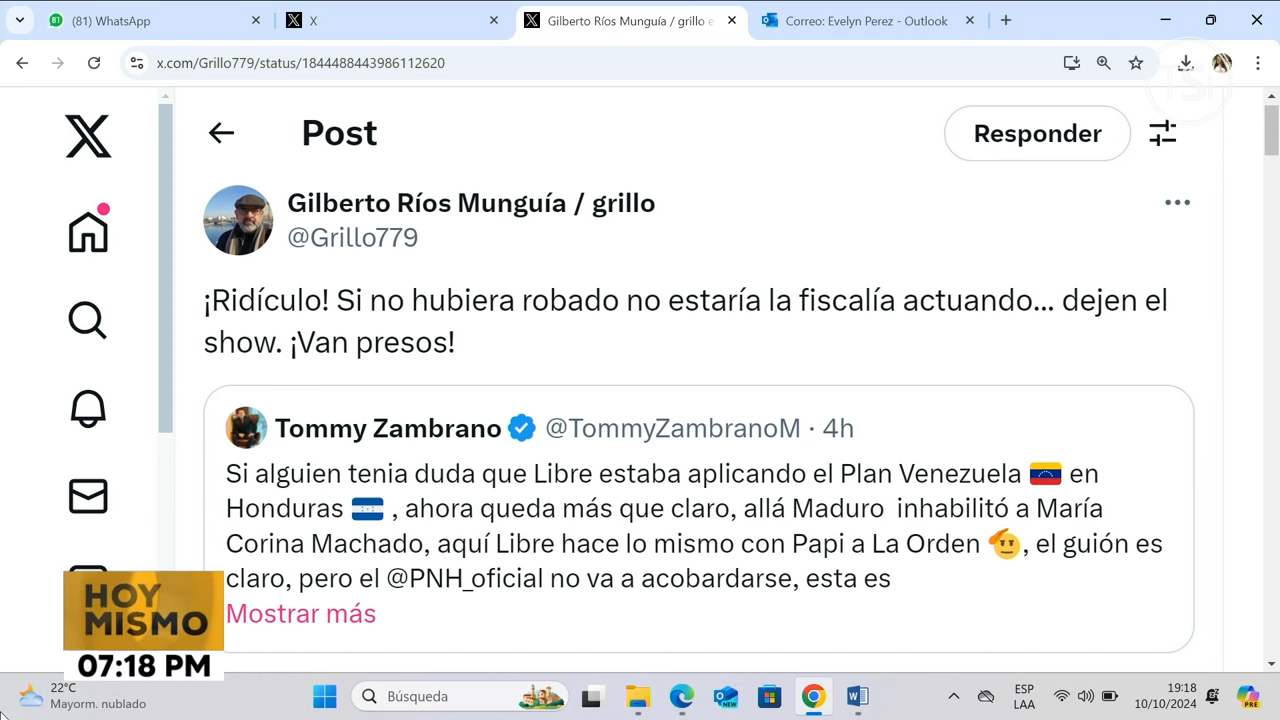 (81) WhatsApp
X
Gilberto Ríos Munguía / grillo e
Correo: Evelyn Perez - Outlook
x.com/Grillo779/status/1844488443986112620
TSI
Post
Responder
Gilberto Ríos Munguía / grillo
@Grillo779
¡Ridículo! Si no hubiera robado no estaría la fiscalía actuando... dejen el
show. ¡Van presos!
Tommy Zambrano @TommyZambranoM · 4h
Si alguien tenia duda que Libre estaba aplicando el Plan Venezuela 🇻🇪 en
Honduras 🇭🇳 , ahora queda más que claro, allá Maduro inhabilitó a María
Corina Machado, aquí Libre hace lo mismo con Papi a La Orden 🫡, el guión es
claro, pero el @PNH_oficial no va a acobardarse, esta es
Mostrar más
HOY
MISMO
07:18 PM
22°C
Mayorm. nublado
Búsqueda
NEW
ESP
LAA
19:18
10/10/2024
PRE